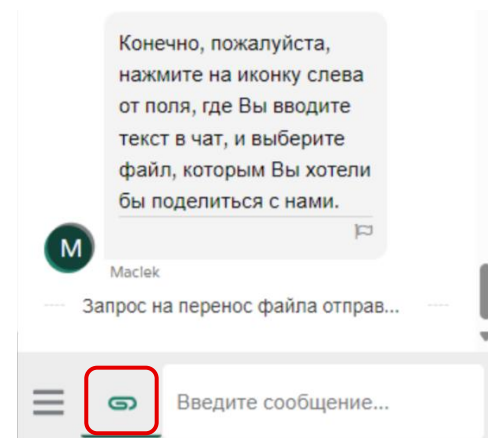 Конечно, пожалуйста,
нажмите на иконку слева
от поля, где Вы вводите
текст в чат, и выберите
файл, которым Вы хотели
бы поделиться с нами.
M
Maclek
Запрос на перенос файла отправ...
Введите сообщение...